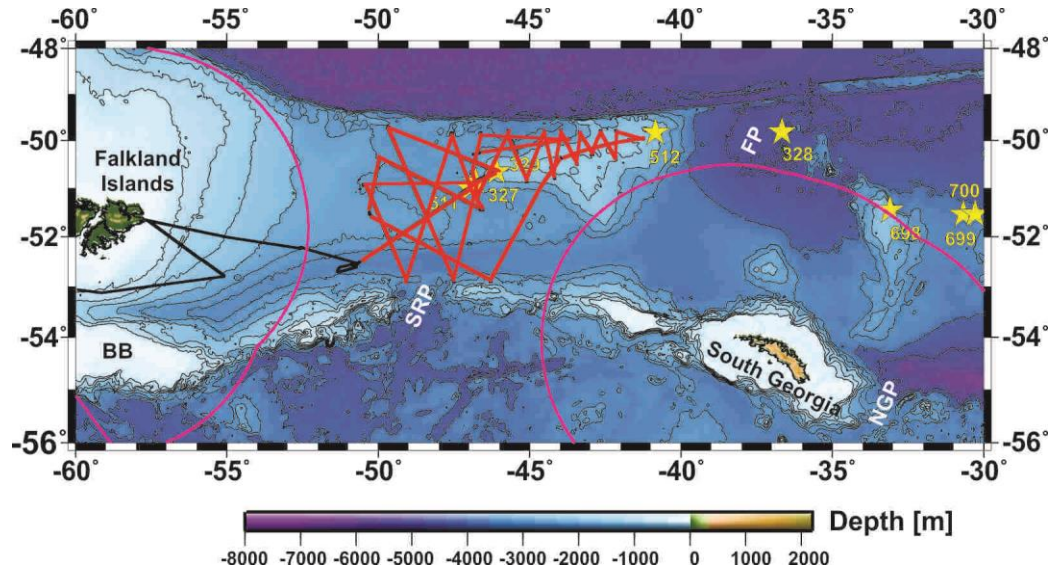 -60° -55° -50° -45° -40° -35° -30°
-48° -48°
-50° -50°
FP
512
328
Falkland
Islands
327
700
698
699
-52° -52°
SRP
-54° -54°
BB
South Georgia
NGP
-56° -56°
-60° -55° -50° -45° -40° -35° -30°
Depth [m]
-8000 -7000 -6000 -5000 -4000 -3000 -2000 -1000 0 1000 2000